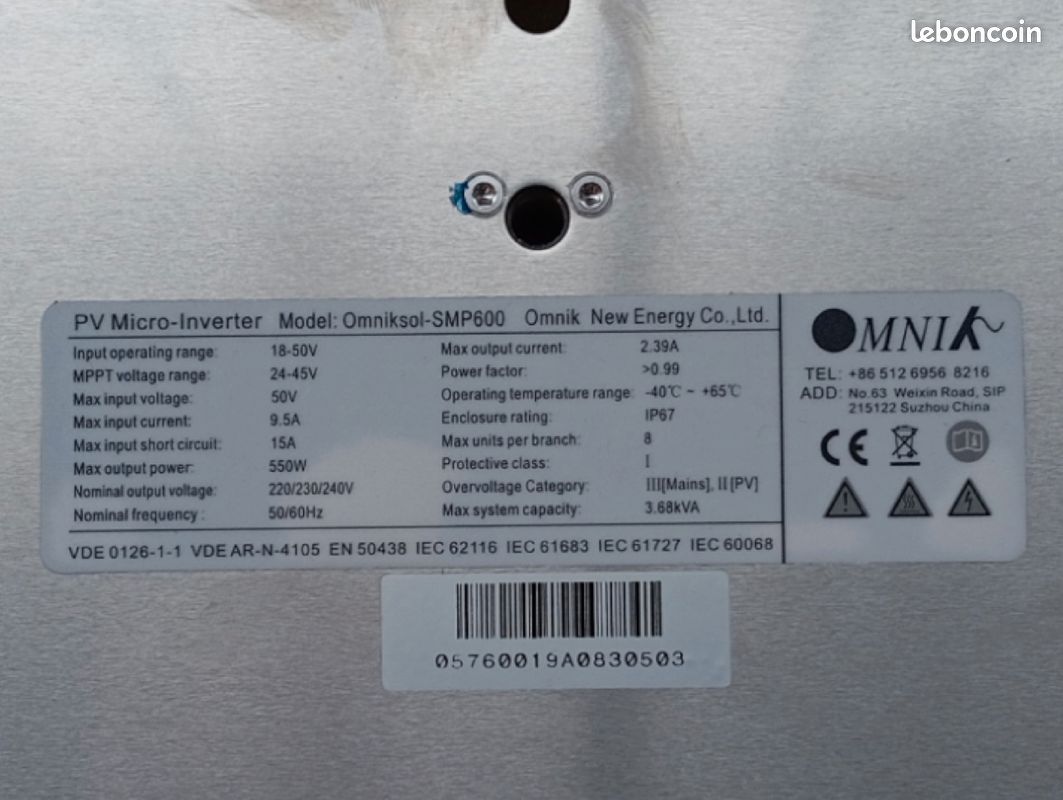 leboncoin
PV Micro-Inverter Model: Omniksol-SMP600 Omnik New Energy Co.,Ltd.
Input operating range: 18-50V
MPPT voltage range: 24-45V
Max input voltage: 50V
Max input current: 9.5A
Max input short circuit: 15A
Max output power: 550W
Nominal output voltage: 220/230/240V
Nominal frequency : 50/60Hz
Max output current: 2.39A
Power factor: >0.99
Operating temperature range: -40℃ ~ +65℃
Enclosure rating: IP67
Max units per branch: 8
Protective class: I
Overvoltage Category: III[Mains], II [PV]
Max system capacity: 3.68kVA
VDE 0126-1-1 VDE AR-N-4105 EN 50438 IEC 62116 IEC 61683 IEC 61727 IEC 60068
OMNIK
TEL: +86 512 6956 8216
ADD: No.63 Weixin Road, SIP
215122 Suzhou China
CE
05760019A0830503